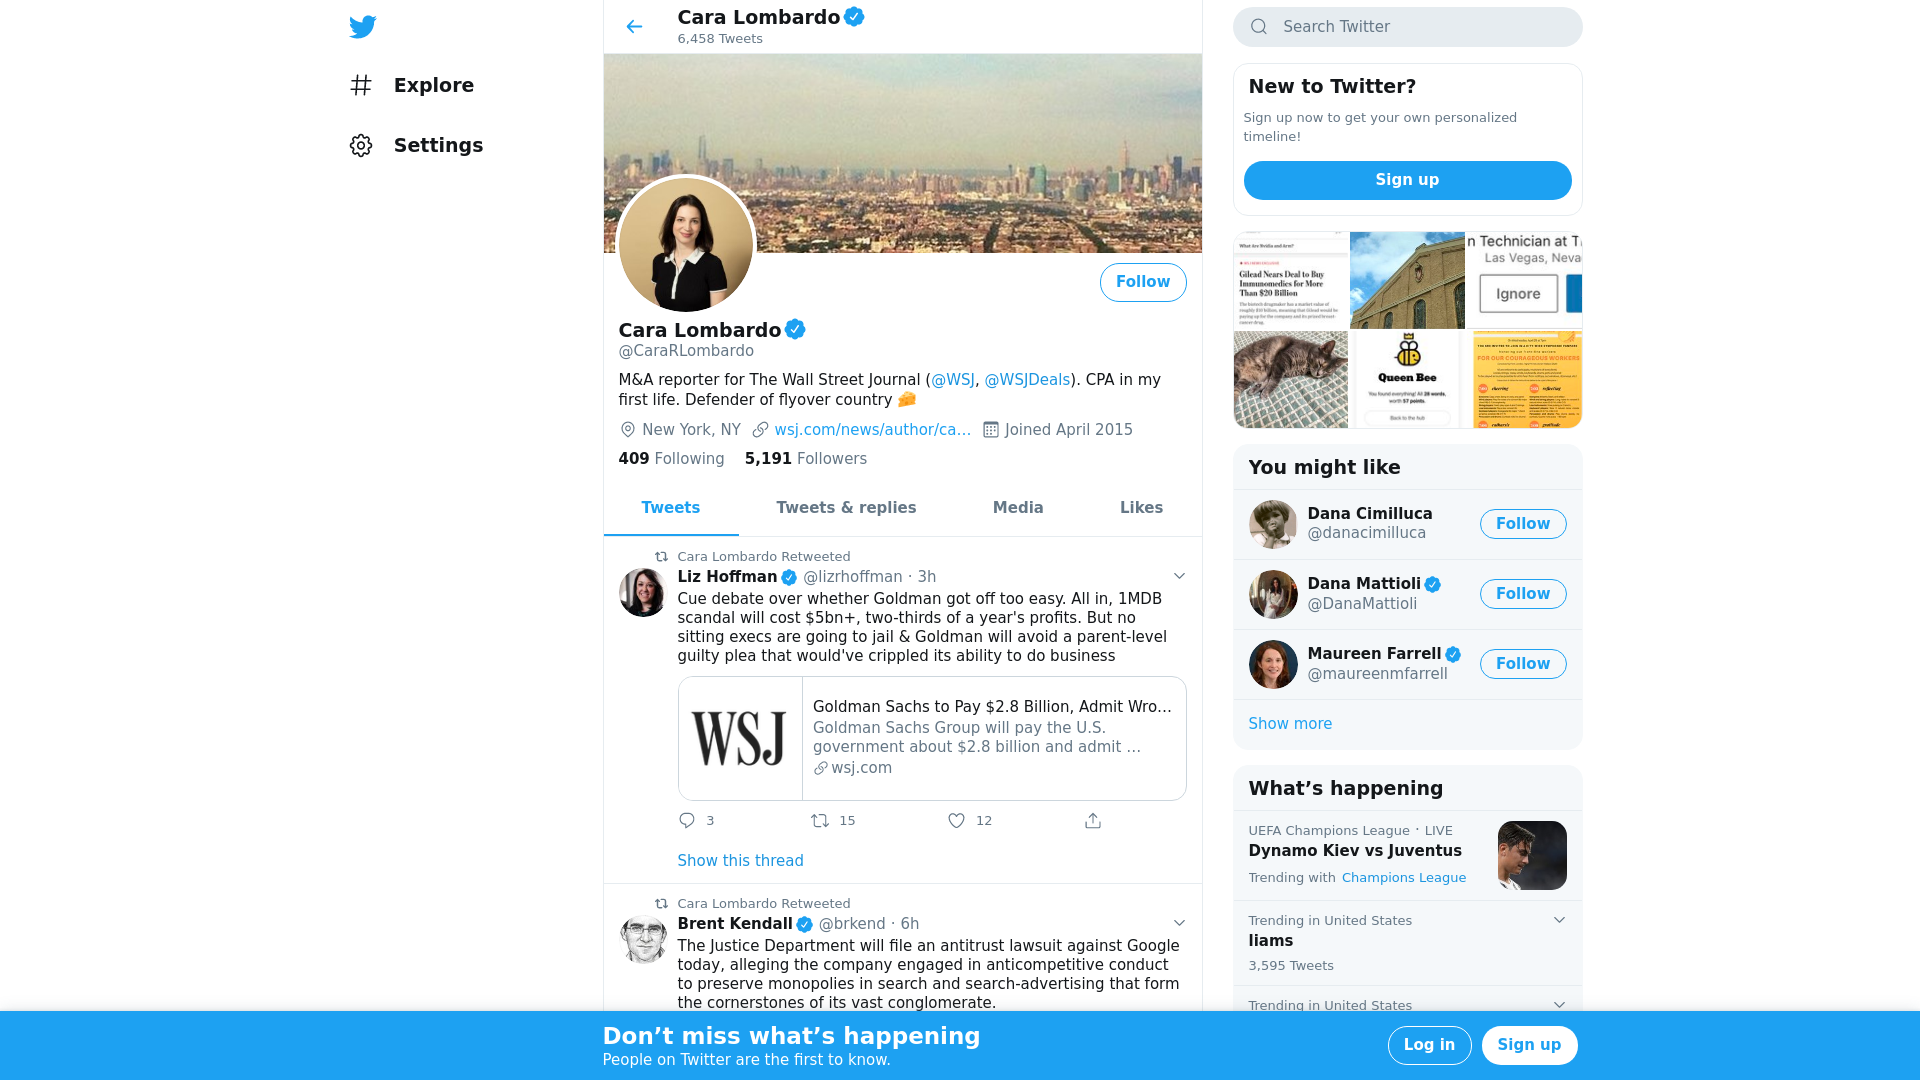 Explore
Settings
Cara Lombardo
6,458 Tweets
Follow
Cara Lombardo
@CaraRLombardo
M&A reporter for The Wall Street Journal (@WSJ, @WSJDeals). CPA in my
first life. Defender of flyover country
New York, NY wsj.com/news/author/ca… Joined April 2015
409 Following 5,191 Followers
Tweets Tweets & replies Media Likes
Cara Lombardo Retweeted
Liz Hoffman @lizrhoffman · 3h
Cue debate over whether Goldman got off too easy. All in, 1MDB
scandal will cost $5bn+, two-thirds of a year's profits. But no
sitting execs are going to jail & Goldman will avoid a parent-level
guilty plea that would've crippled its ability to do business
WSJ
Goldman Sachs to Pay $2.8 Billion, Admit Wro…
Goldman Sachs Group will pay the U.S.
government about $2.8 billion and admit …
wsj.com
3 15 12
Show this thread
Cara Lombardo Retweeted
Brent Kendall @brkend · 6h
The Justice Department will file an antitrust lawsuit against Google
today, alleging the company engaged in anticompetitive conduct
to preserve monopolies in search and search-advertising that form
the cornerstones of its vast conglomerate.
Search Twitter
New to Twitter?
Sign up now to get your own personalized
timeline!
Sign up
What Are Nvidia and Arm?
Gilead Nears Deal to Buy
Immunomedics for More
Than $20 Billion
n Technician at T
Las Vegas, Neva
Ignore
Queen Bee
Back to the hub
FOR OUR COURAGEOUS WORKERS
You might like
Dana Cimilluca
@danacimilluca
Follow
Dana Mattioli
@DanaMattioli
Follow
Maureen Farrell
@maureenmfarrell
Follow
Show more
What's happening
UEFA Champions League · LIVE
Dynamo Kiev vs Juventus
Trending with Champions League
Trending in United States
liams
3,595 Tweets
Trending in United States
Don't miss what's happening
People on Twitter are the first to know.
Log in
Sign up